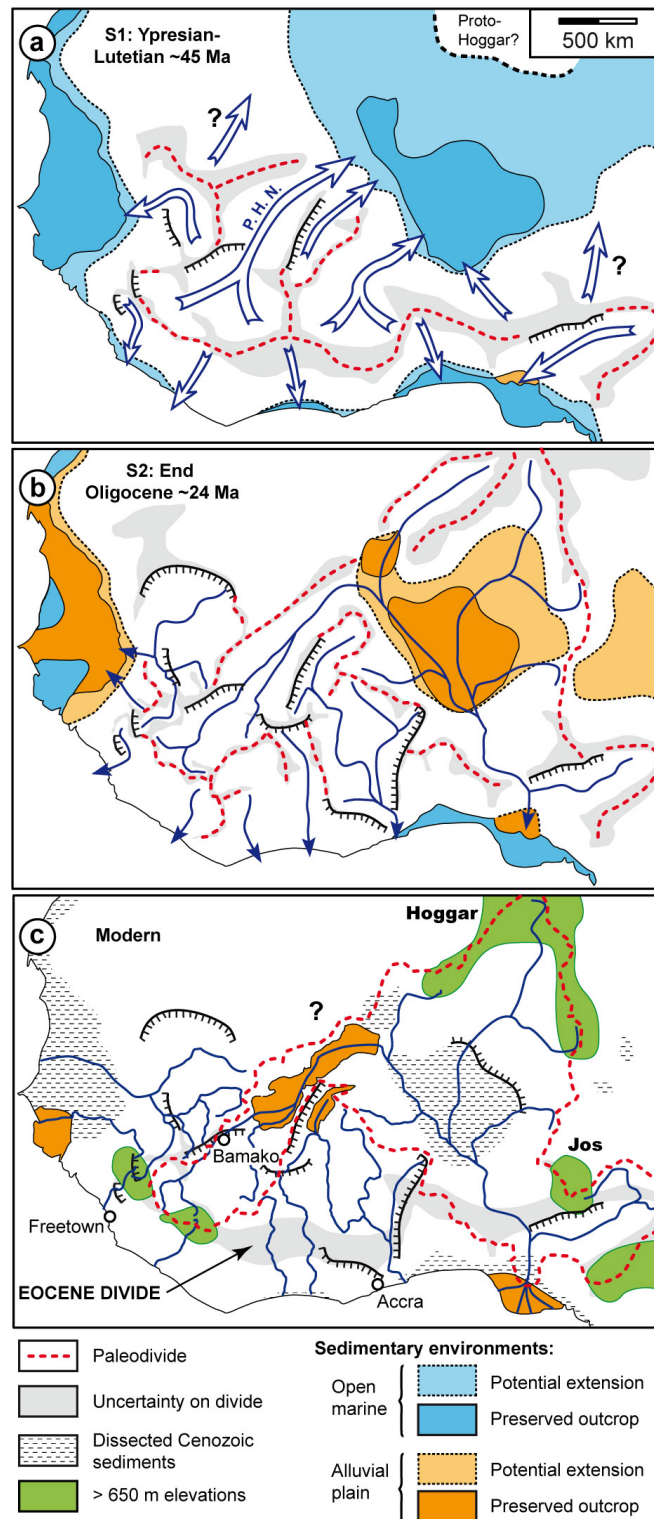 a
S1: Ypresian-
Lutetian ~45 Ma
Proto-
Hoggar?
500 km
?
P. H. N.
?
b
S2: End
Oligocene ~24 Ma
c
Modern
Hoggar
?
Bamako
Jos
Freetown
EOCENE DIVIDE
Accra
Paleodivide
Uncertainty on divide
Dissected Cenozoic
sediments
> 650 m elevations
Sedimentary environments:
Open
marine
Potential extension
Preserved outcrop
Alluvial
plain
Potential extension
Preserved outcrop